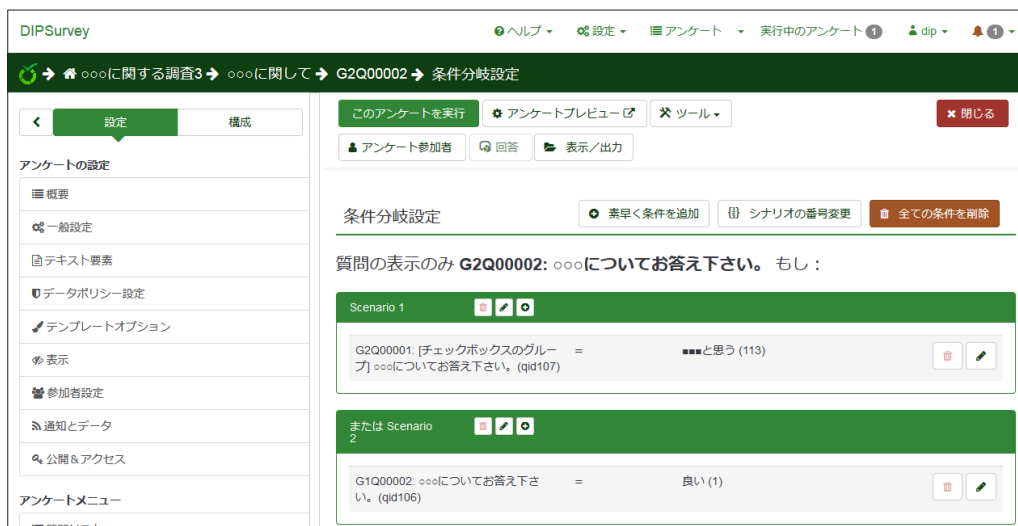 DIPSurvey ヘルプ 設定 アンケート 実行中のアンケート 1 dip 1
○○○に関する調査3 ○○○に関して G2Q00002 条件分岐設定
設定 構成
アンケートの設定
概要
一般設定
テキスト要素
データポリシー設定
テンプレートオプション
表示
参加者設定
通知とデータ
公開&アクセス
アンケートメニュー
このアンケートを実行 アンケートプレビュー ツール 閉じる
アンケート参加者 回答 表示／出力
条件分岐設定 素早く条件を追加 {i} シナリオの番号変更 全ての条件を削除
質問の表示のみ G2Q00002: ○○○についてお答え下さい。 もし :
Scenario 1
G2Q00001: [チェックボックスのグルー = ■■■と思う (113)
プ] ○○○についてお答え下さい。(qid107)
または Scenario
2
G1Q00002: ○○○についてお答え下さ = 良い (1)
い。(qid106)